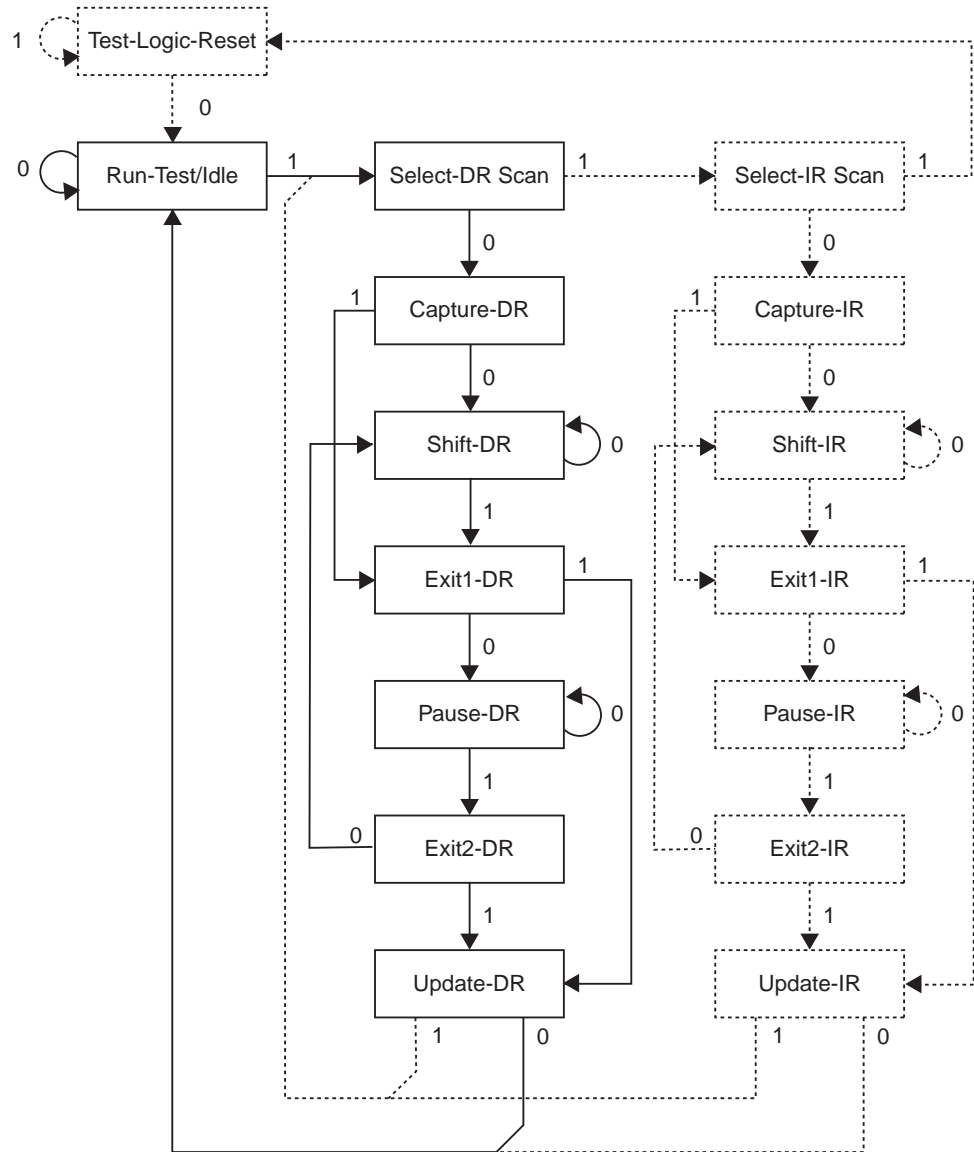 Test-Logic-Reset
1
0
Run-Test/Idle
0
1
Select-DR Scan
1
Select-IR Scan
1
0
0
1
Capture-DR
1
Capture-IR
0
0
Shift-DR
0
Shift-IR
0
1
1
Exit1-DR
1
Exit1-IR
1
0
0
Pause-DR
0
Pause-IR
0
1
1
0
Exit2-DR
0
Exit2-IR
1
1
Update-DR
Update-IR
1
0
1
0